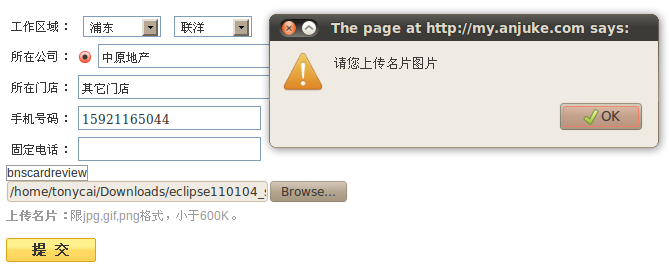 工作区域： 浦东 联洋
所在公司： 中原地产
所在门店： 其它门店
手机号码： 15921165044
固定电话：
bnscardreview
/home/tonycai/Downloads/eclipse110104_s Browse...
上传名片：限jpg,gif,png格式，小于600K。
提 交
The page at http://my.anjuke.com says:
请您上传名片图片
OK